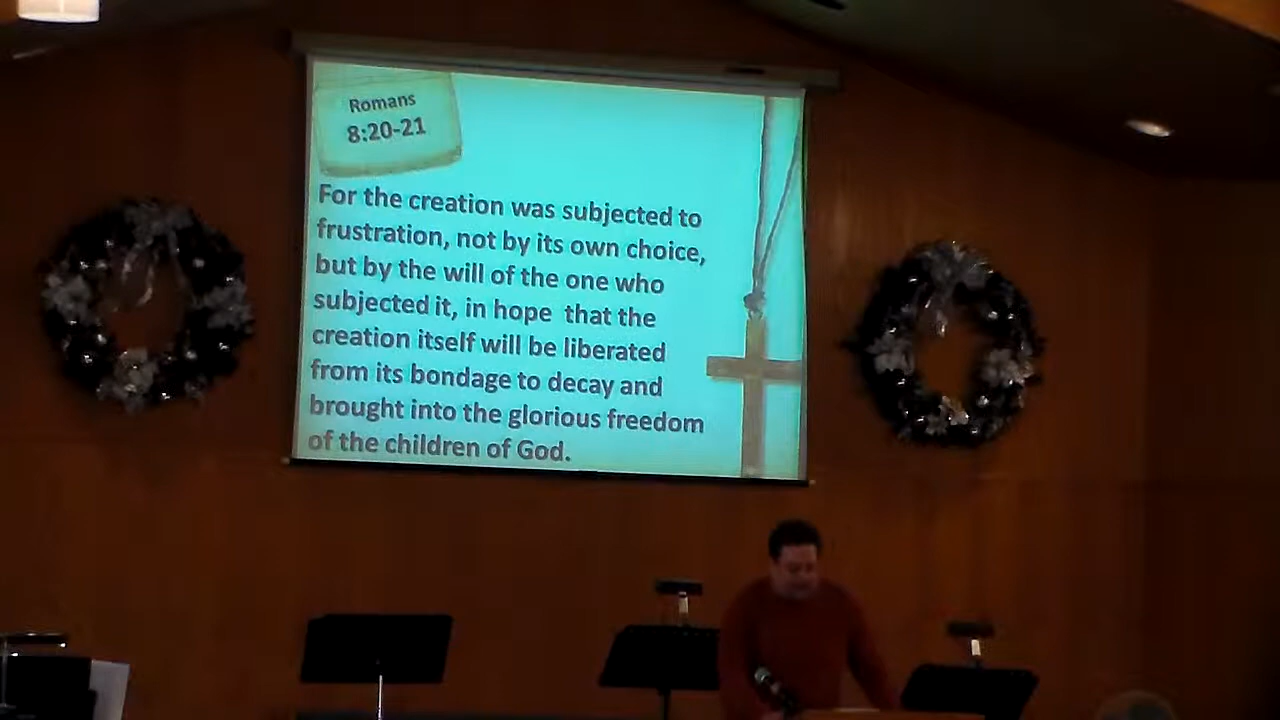 Romans
8:20-21
For the creation was subjected to
frustration, not by its own choice,
but by the will of the one who
subjected it, in hope that the
creation itself will be liberated
from its bondage to decay and
brought into the glorious freedom
of the children of God.